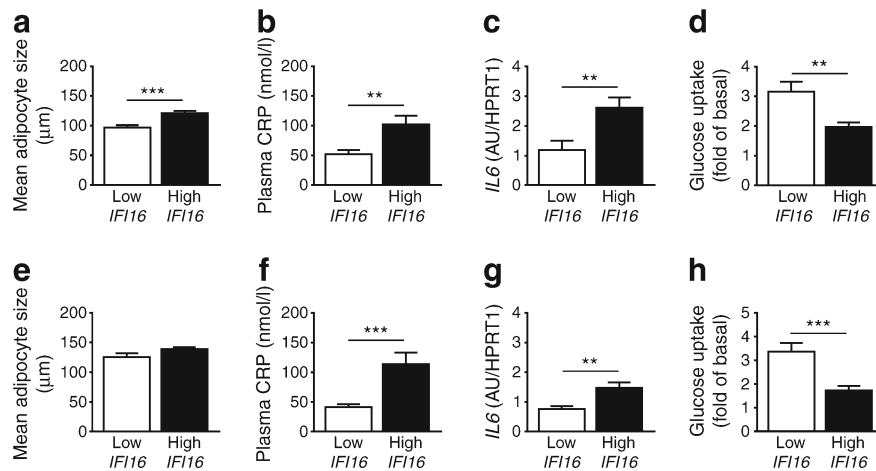 a
Mean adipocyte size
(μm)
200
150
100
50
0
***
Low
IFI16
High
IFI16
b
Plasma CRP (nmol/l)
200
150
100
50
0
**
Low
IFI16
High
IFI16
c
IL6 (AU/HPRT1)
4
3
2
1
0
**
Low
IFI16
High
IFI16
d
Glucose uptake
(fold of basal)
4
3
2
1
0
**
Low
IFI16
High
IFI16
e
Mean adipocyte size
(μm)
200
150
100
50
0
Low
IFI16
High
IFI16
f
Plasma CRP (nmol/l)
200
150
100
50
0
***
Low
IFI16
High
IFI16
g
IL6 (AU/HPRT1)
4
3
2
1
0
**
Low
IFI16
High
IFI16
h
Glucose uptake
(fold of basal)
5
4
3
2
1
0
***
Low
IFI16
High
IFI16